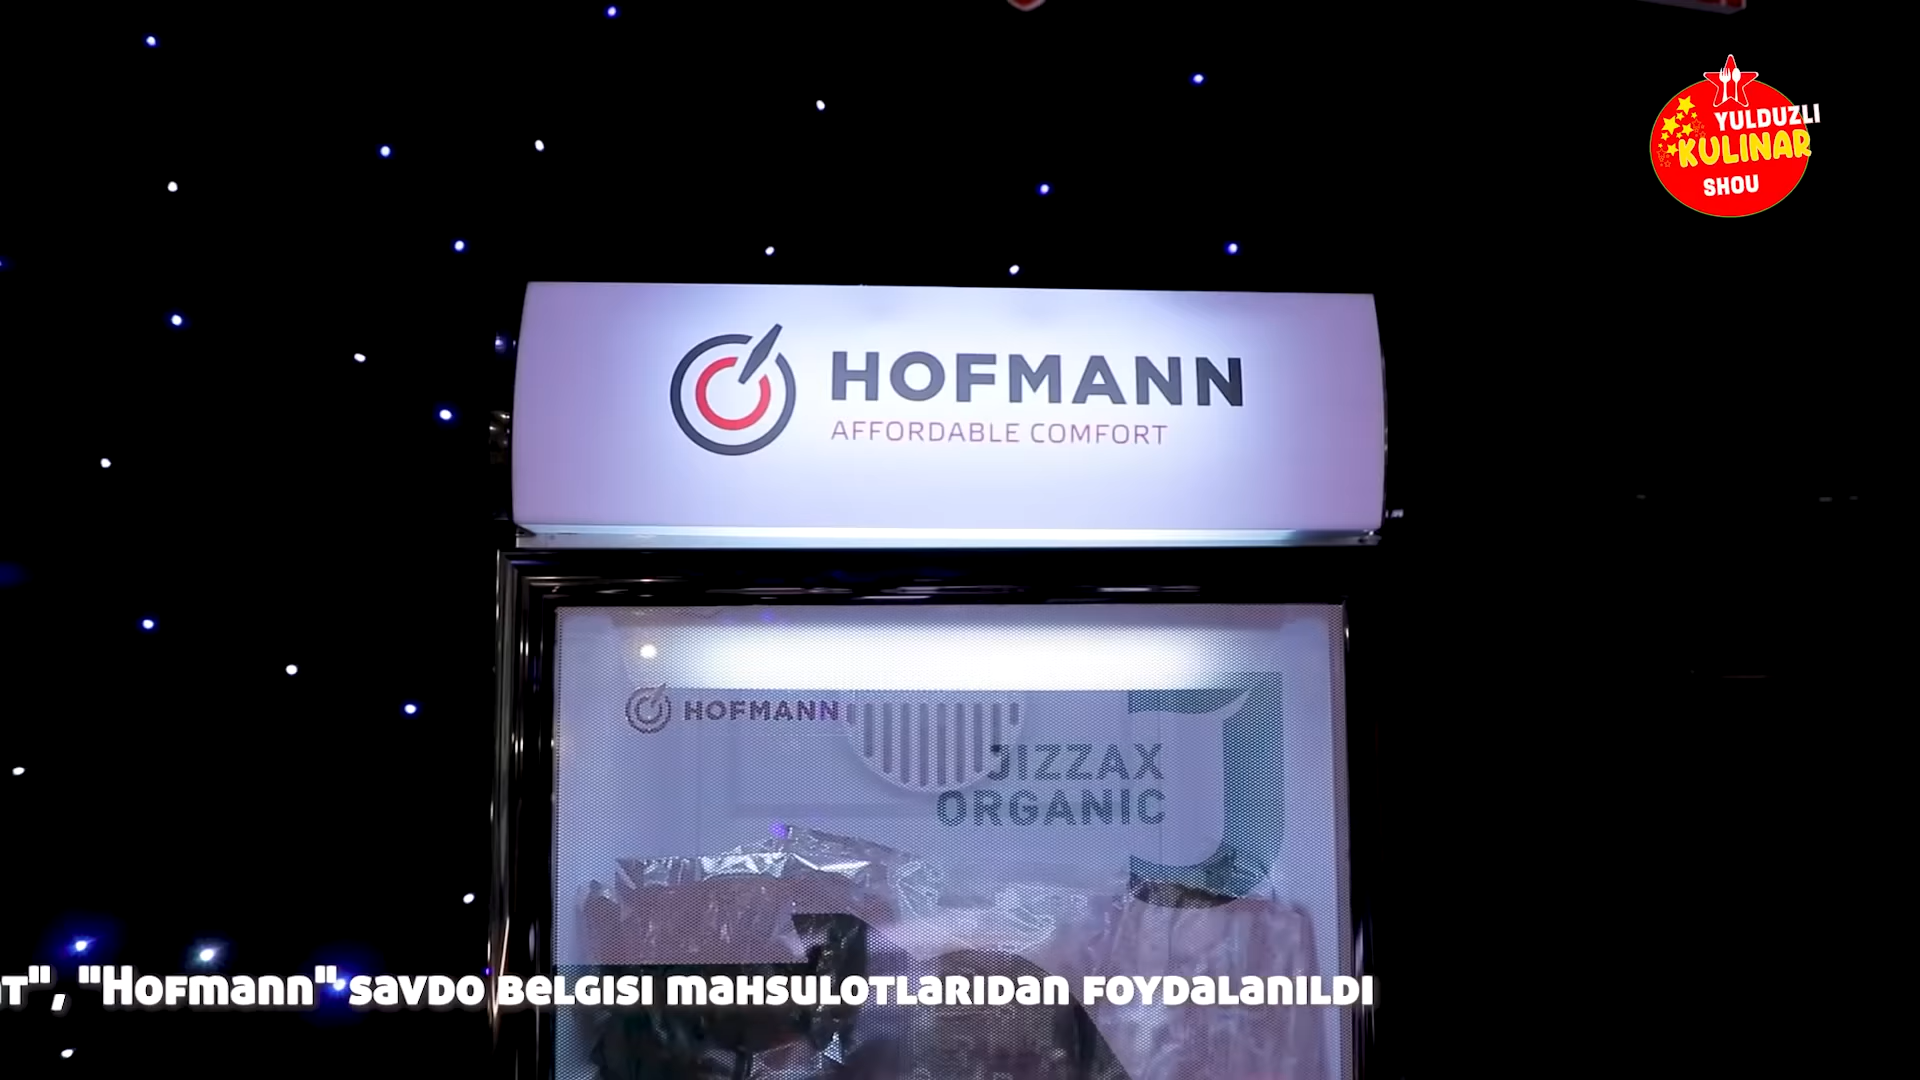 YULDUZLI
KULINAR
SHOU
HOFMANN
AFFORDABLE COMFORT
HOFMANN
JIZZAX
ORGANIC
", "Hofmann" savdo belgisi mahsulotlaridan foydalanildi